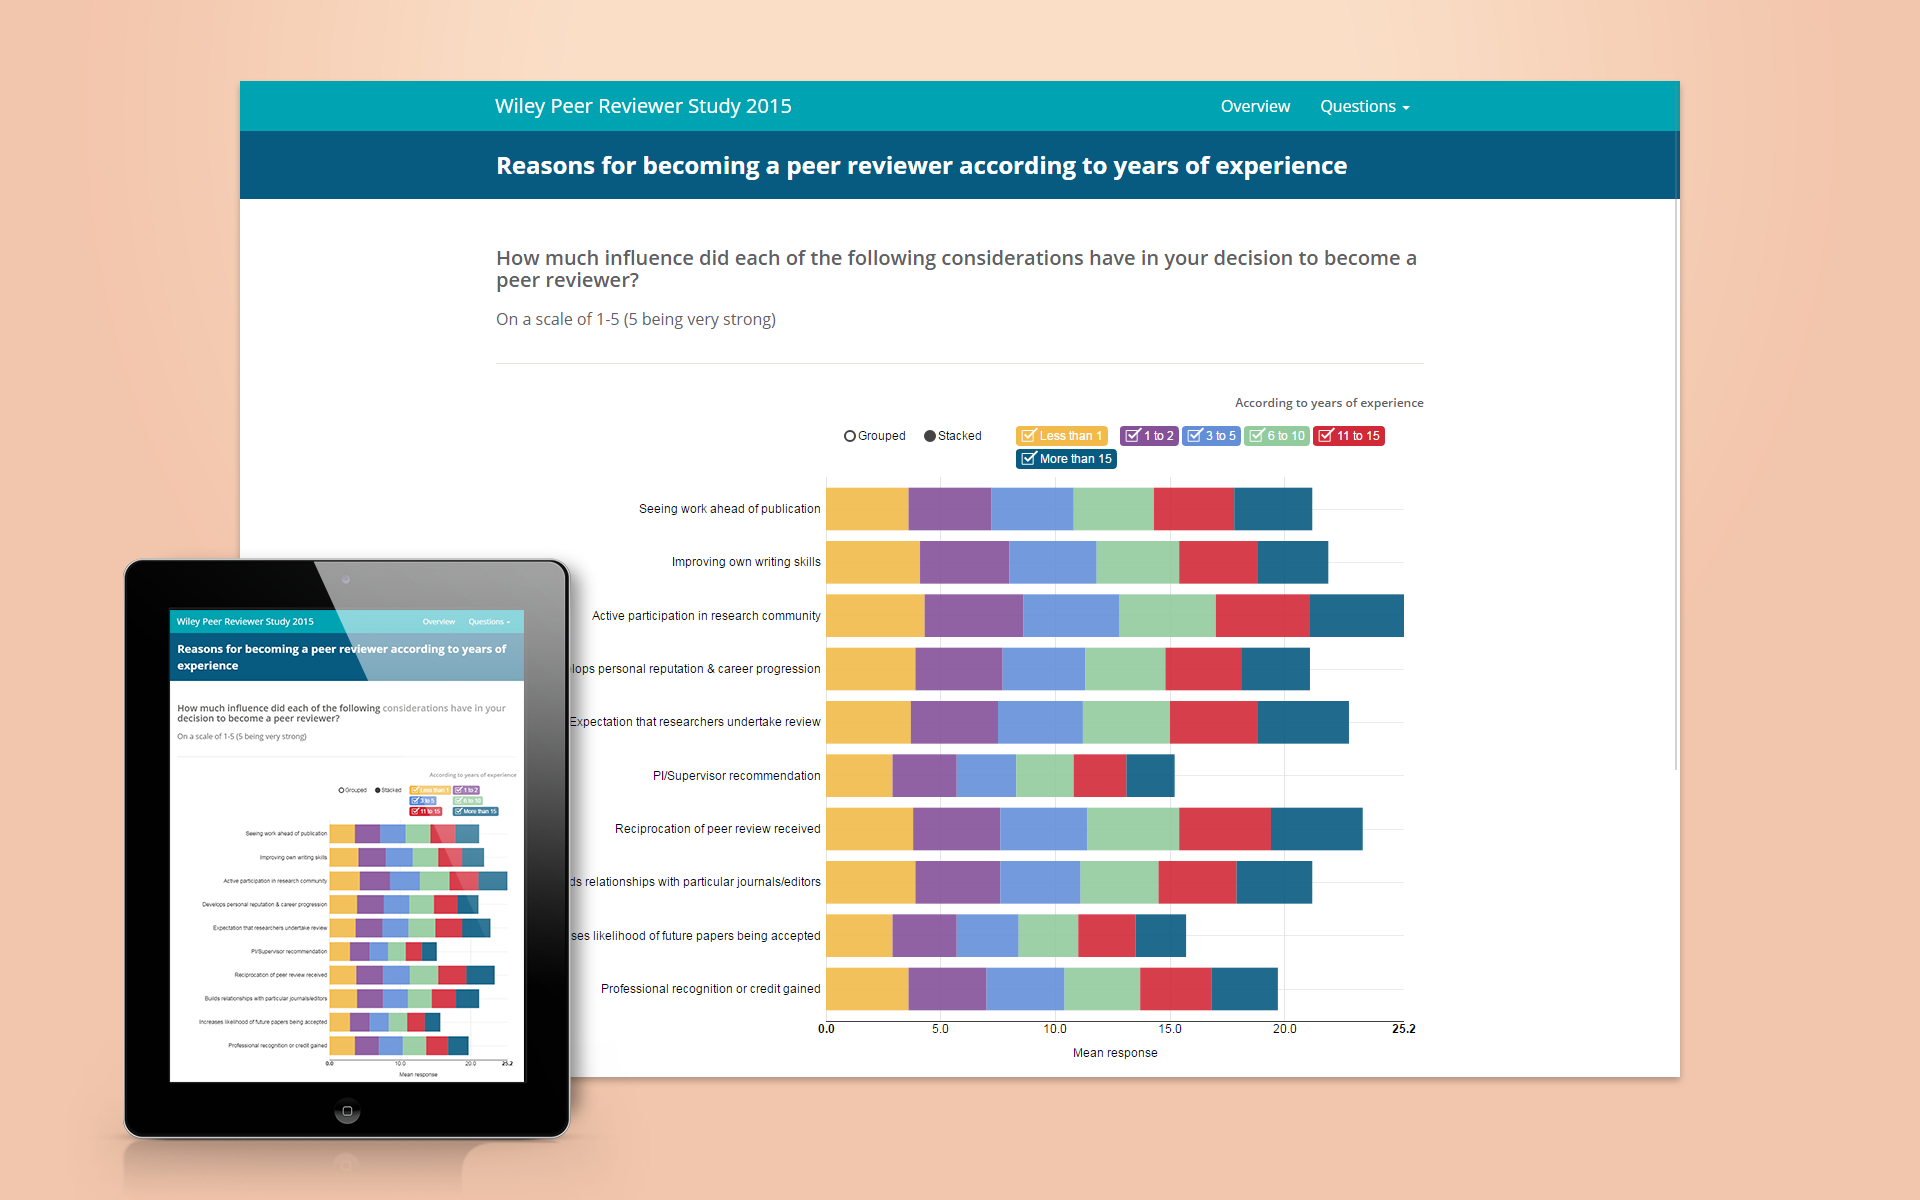 Wiley Peer Reviewer Study 2015
Overview
Questions
Reasons for becoming a peer reviewer according to years of experience
How much influence did each of the following considerations have in your decision to become a
peer reviewer?
On a scale of 1-5 (5 being very strong)
According to years of experience
Grouped
Stacked
Less than 1
1 to 2
3 to 5
6 to 10
11 to 15
More than 15
Seeing work ahead of publication
Improving own writing skills
Active participation in research community
lops personal reputation & career progression
Expectation that researchers undertake review
PI/Supervisor recommendation
Reciprocation of peer review received
ds relationships with particular journals/editors
ses likelihood of future papers being accepted
Professional recognition or credit gained
0.0
5.0
10.0
15.0
20.0
25.2
Mean response
Wiley Peer Reviewer Study 2015
Overview
Questions
Reasons for becoming a peer reviewer according to years of
experience
How much influence did each of the following considerations have in your
decision to become a peer reviewer?
On a scale of 1-5 (5 being very strong)
According to years of experience
Grouped
Stacked
Less than 1
1 to 2
3 to 5
6 to 10
11 to 15
More than 15
Seeing work ahead of publication
Improving own writing skills
Active participation in research community
Develops personal reputation & career progression
Expectation that researchers undertake review
PI/Supervisor recommendation
Reciprocation of peer review received
Builds relationships with particular journals/editors
Increases likelihood of future papers being accepted
Professional recognition or credit gained
0.0
10.0
20.0
25.2
Mean response